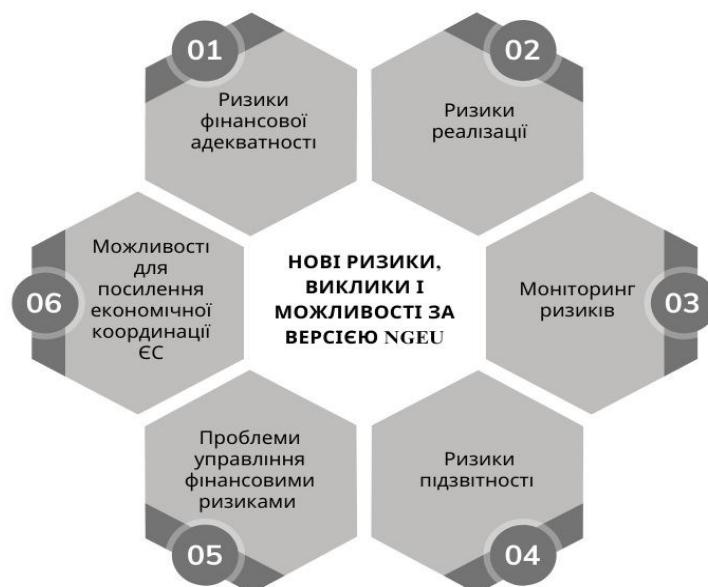 01
Ризики
фінансової
адекватності
02
Ризики
реалізації
03
Моніторинг
ризиків
04
Ризики
підзвітності
05
Проблеми
управління
фінансовими
ризиками
06
Можливості
для
посилення
економічної
координації
ЄС
НОВІ РИЗИКИ,
ВИКЛИКИ І
МОЖЛИВОСТІ ЗА
ВЕРСІЄЮ NGEU